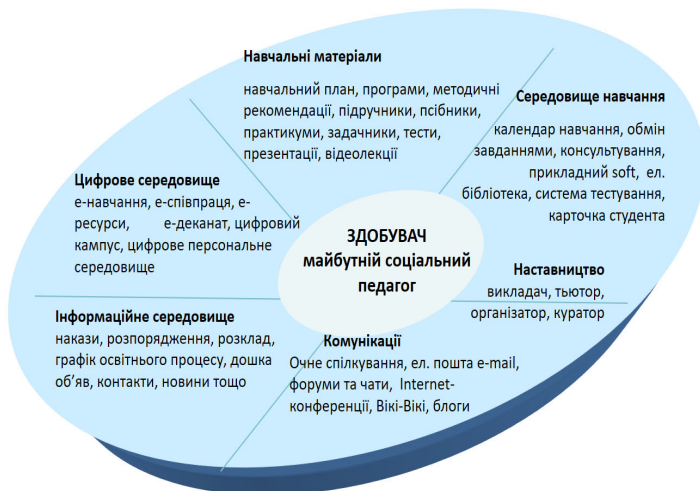 Навчальні матеріали
навчальний план, програми, методичні
рекомендації, підручники, псібники,
практикуми, задачники, тести,
презентації, відеолекції
Середовище навчання
календар навчання, обмін
завданнями, консультування,
прикладний soft, ел.
бібліотека, система тестування,
карточка студента
Цифрове середовище
е-навчання, е-співпраця, е-
ресурси, е-деканат, цифровий
кампус, цифрове персональне
середовище
ЗДОБУВАЧ
майбутній соціальний
педагог
Наставництво
викладач, тьютор,
організатор, куратор
Інформаційне середовище
накази, розпорядження, розклад,
графік освітнього процесу, дошка
об’яв, контакти, новини тощо
Комунікації
Очне спілкування, ел. пошта e-mail,
форуми та чати, Internet-
конференції, Вікі-Вікі, блоги